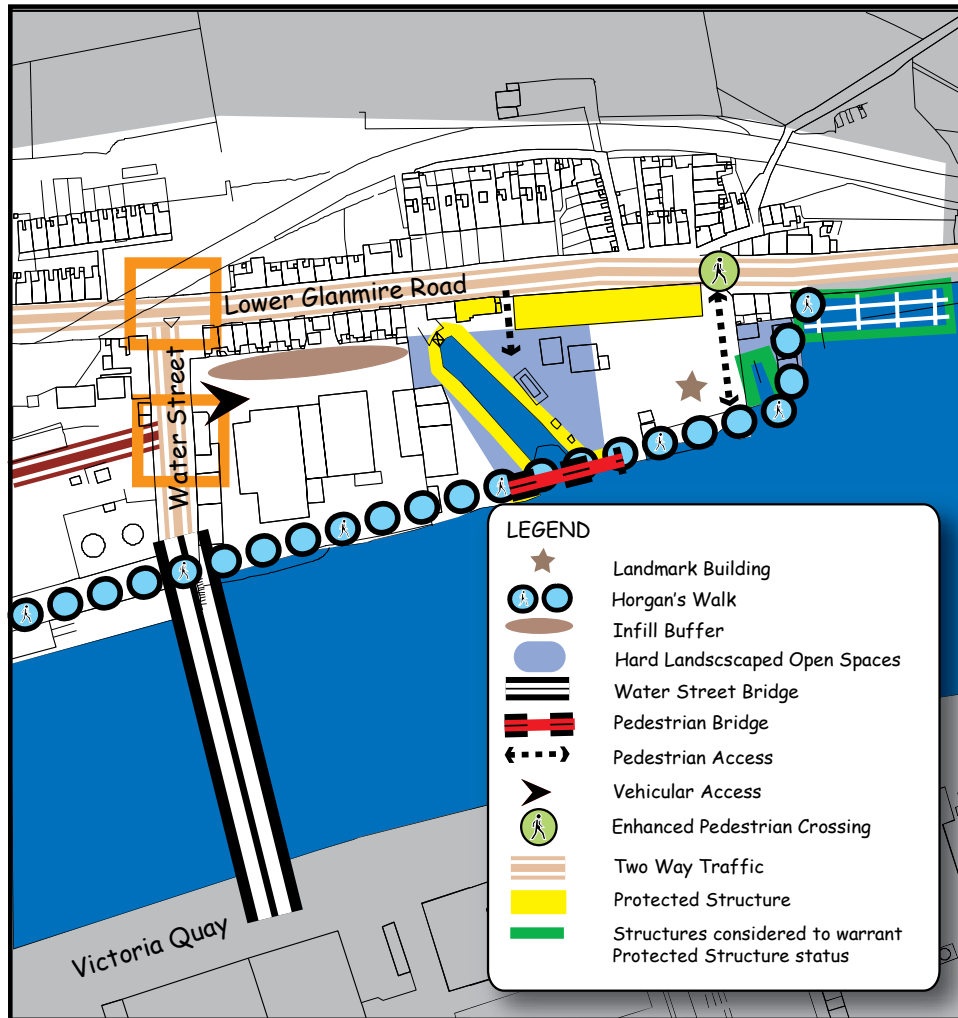 Lower Glanmire Road
Water Street
Victoria Quay
LEGEND
Landmark Building
Horgan's Walk
Infill Buffer
Hard Landscscaped Open Spaces
Water Street Bridge
Pedestrian Bridge
Pedestrian Access
Vehicular Access
Enhanced Pedestrian Crossing
Two Way Traffic
Protected Structure
Structures considered to warrant
Protected Structure status